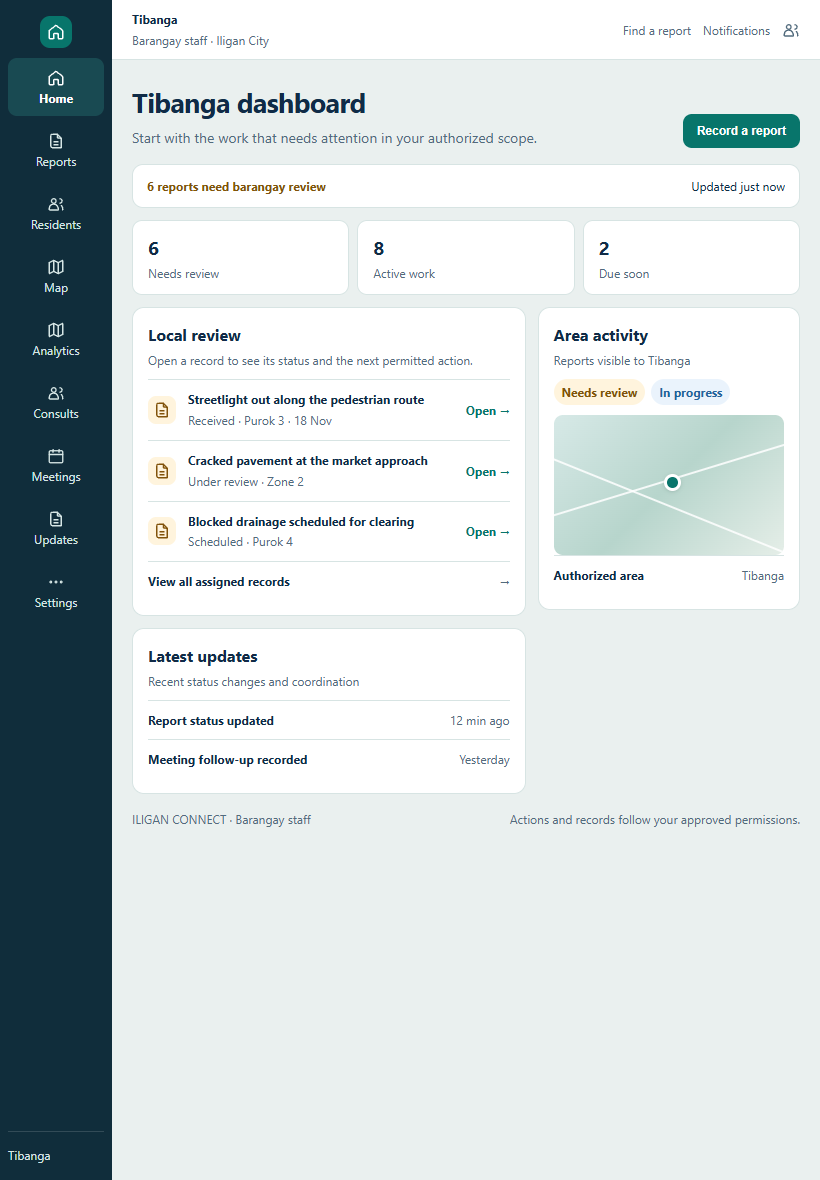 Home
Reports
Residents
Map
Analytics
Consults
Meetings
Updates
Settings
Tibanga
Tibanga
Barangay staff · Iligan City
Find a report
Notifications
Tibanga dashboard
Start with the work that needs attention in your authorized scope.
Record a report
6 reports need barangay review
Updated just now
6
Needs review
8
Active work
2
Due soon
Local review
Open a record to see its status and the next permitted action.
Streetlight out along the pedestrian route
Received · Purok 3 · 18 Nov
Open →
Cracked pavement at the market approach
Under review · Zone 2
Open →
Blocked drainage scheduled for clearing
Scheduled · Purok 4
Open →
View all assigned records →
Area activity
Reports visible to Tibanga
Needs review
In progress
Authorized area
Tibanga
Latest updates
Recent status changes and coordination
Report status updated
12 min ago
Meeting follow-up recorded
Yesterday
ILIGAN CONNECT · Barangay staff
Actions and records follow your approved permissions.